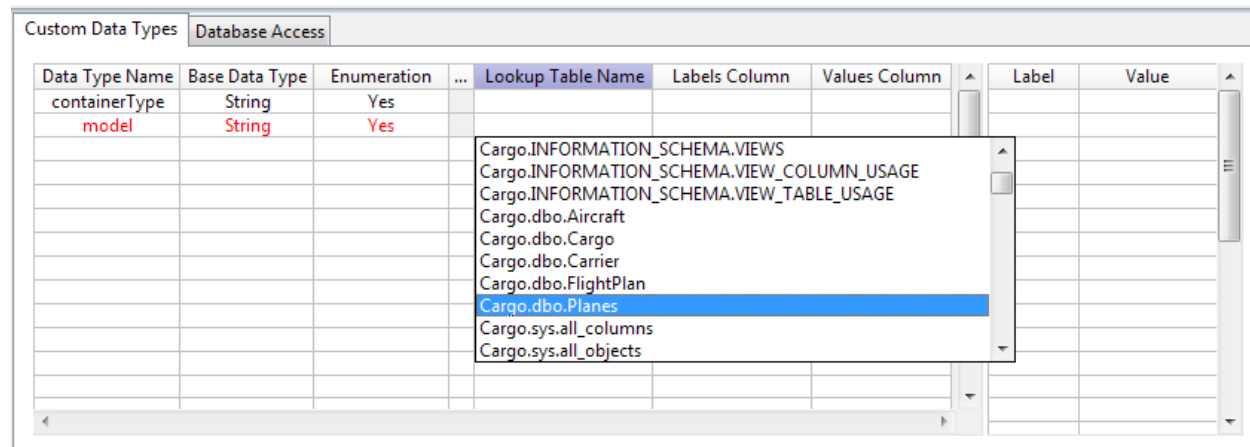 Custom Data Types Database Access
Data Type Name Base Data Type Enumeration ... Lookup Table Name Labels Column Values Column Label Value
containerType String Yes
model String Yes
Cargo.INFORMATION_SCHEMA.VIEWS
Cargo.INFORMATION_SCHEMA.VIEW_COLUMN_USAGE
Cargo.INFORMATION_SCHEMA.VIEW_TABLE_USAGE
Cargo.dbo.Aircraft
Cargo.dbo.Cargo
Cargo.dbo.Carrier
Cargo.dbo.FlightPlan
Cargo.dbo.Planes
Cargo.sys.all_columns
Cargo.sys.all_objects